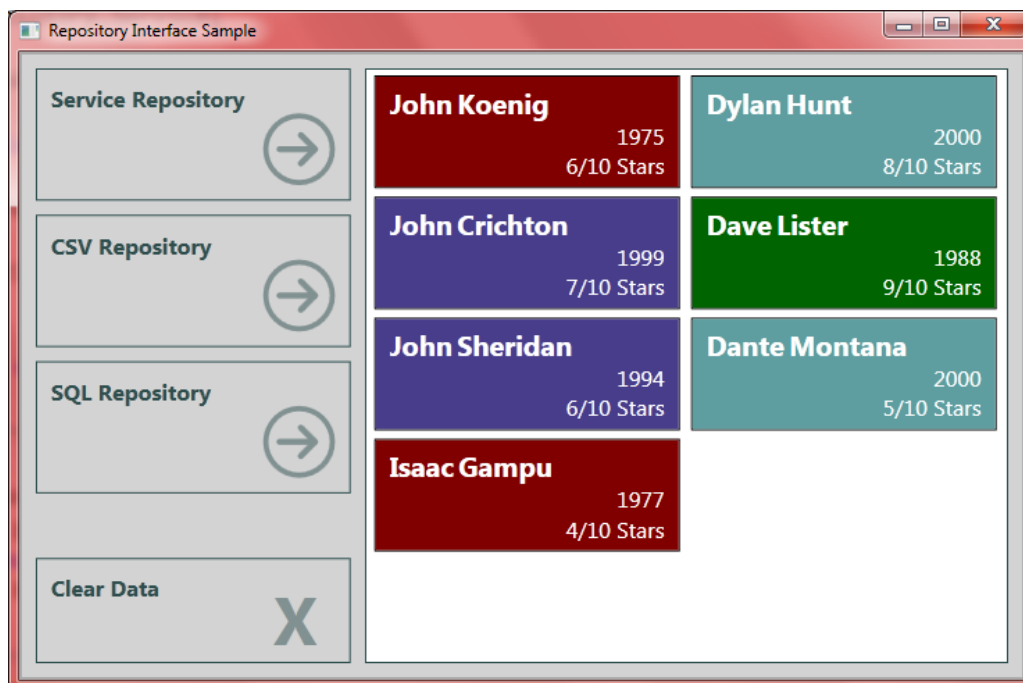 Repository Interface Sample
Service Repository
CSV Repository
SQL Repository
Clear Data
X
John Koenig
1975
6/10 Stars
Dylan Hunt
2000
8/10 Stars
John Crichton
1999
7/10 Stars
Dave Lister
1988
9/10 Stars
John Sheridan
1994
6/10 Stars
Dante Montana
2000
5/10 Stars
Isaac Gampu
1977
4/10 Stars